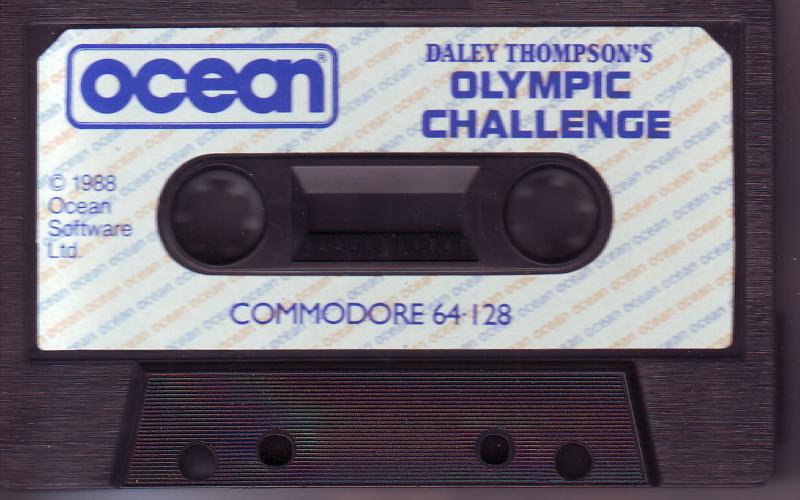 ocean®
DALEY THOMPSON'S
OLYMPIC
CHALLENGE
© 1988
Ocean
Software
Ltd.
COMMODORE 64·128